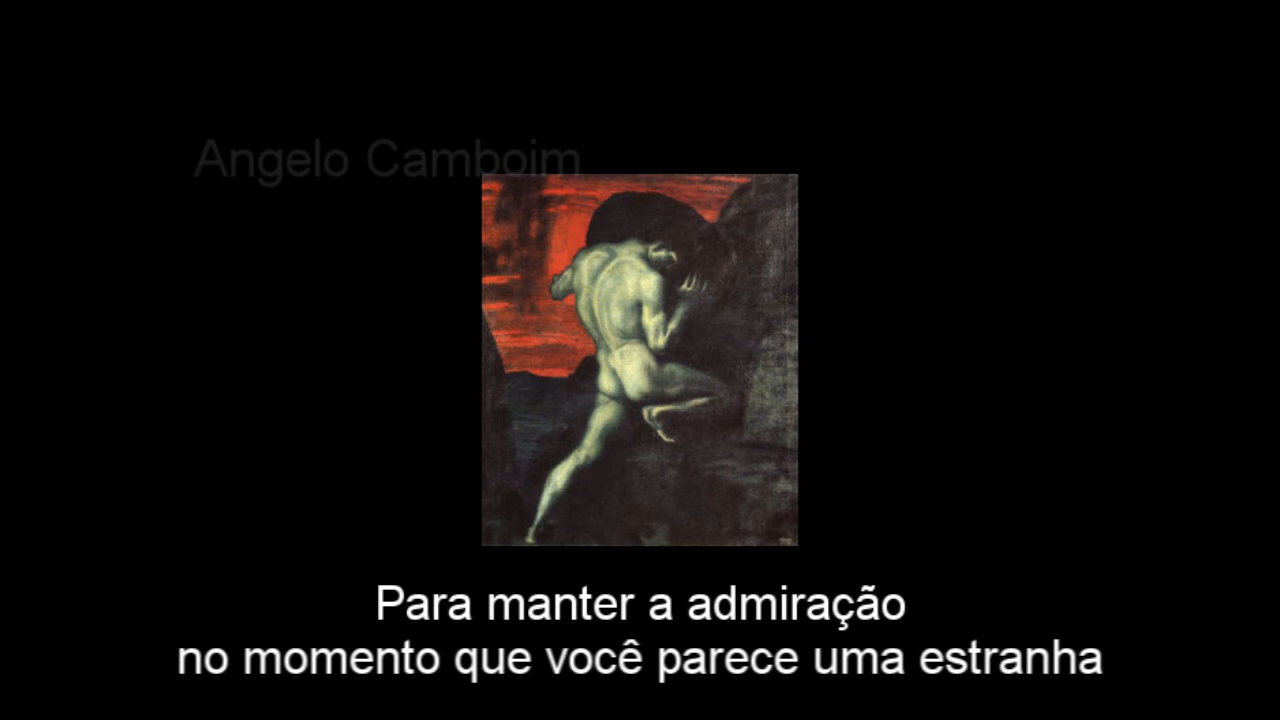 Angelo Camboim
Para manter a admiração
no momento que você parece uma estranha